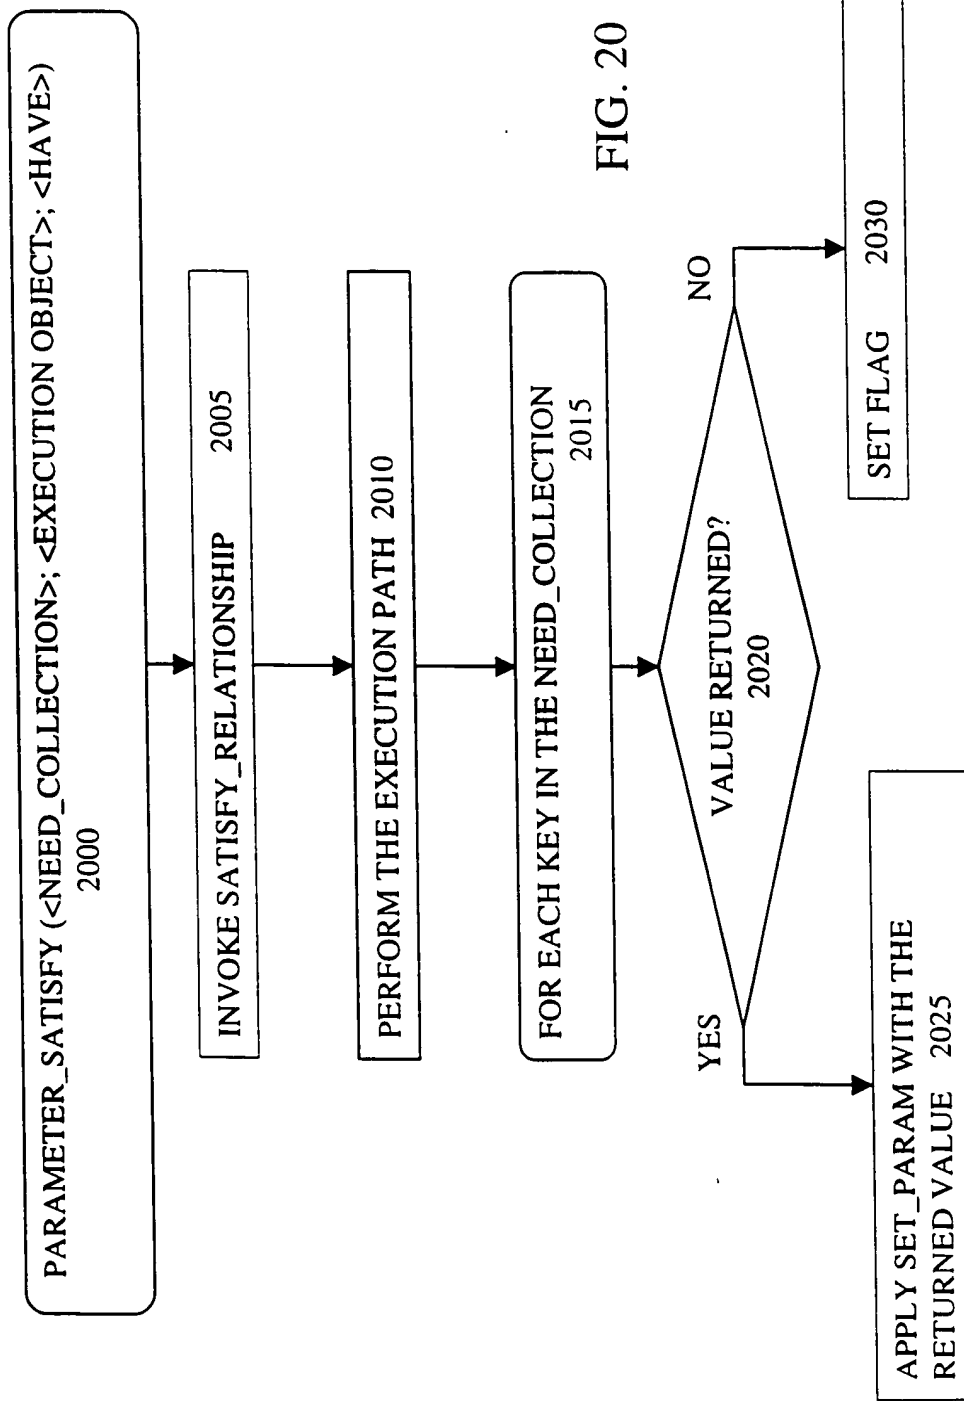 PARAMETER_SATISFY (<NEED_COLLECTION>; <EXECUTION OBJECT>; <HAVE>)
2000
INVOKE SATISFY_RELATIONSHIP 2005
PERFORM THE EXECUTION PATH 2010
FOR EACH KEY IN THE NEED_COLLECTION
2015
VALUE RETURNED?
2020
YES
NO
APPLY SET_PARAM WITH THE
RETURNED VALUE 2025
SET FLAG 2030
FIG. 20